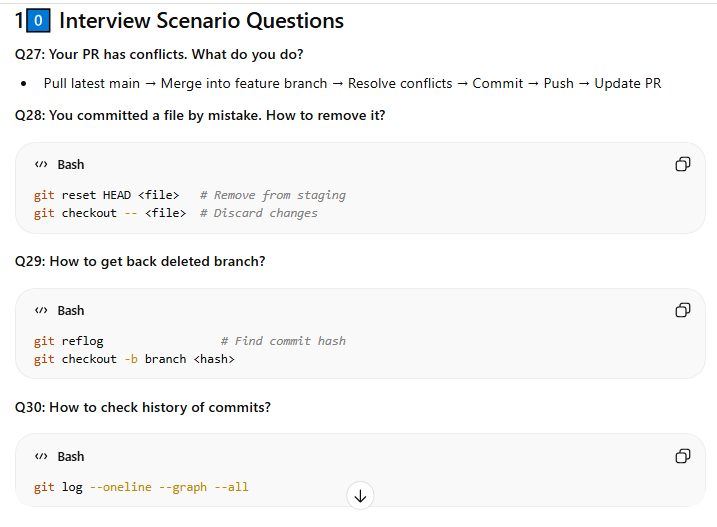 10 Interview Scenario Questions
Q27: Your PR has conflicts. What do you do?
• Pull latest main → Merge into feature branch → Resolve conflicts → Commit → Push → Update PR
Q28: You committed a file by mistake. How to remove it?
</> Bash
git reset HEAD <file>   # Remove from staging
git checkout -- <file>  # Discard changes
Q29: How to get back deleted branch?
</> Bash
git reflog                 # Find commit hash
git checkout -b branch <hash>
Q30: How to check history of commits?
</> Bash
git log --oneline --graph --all